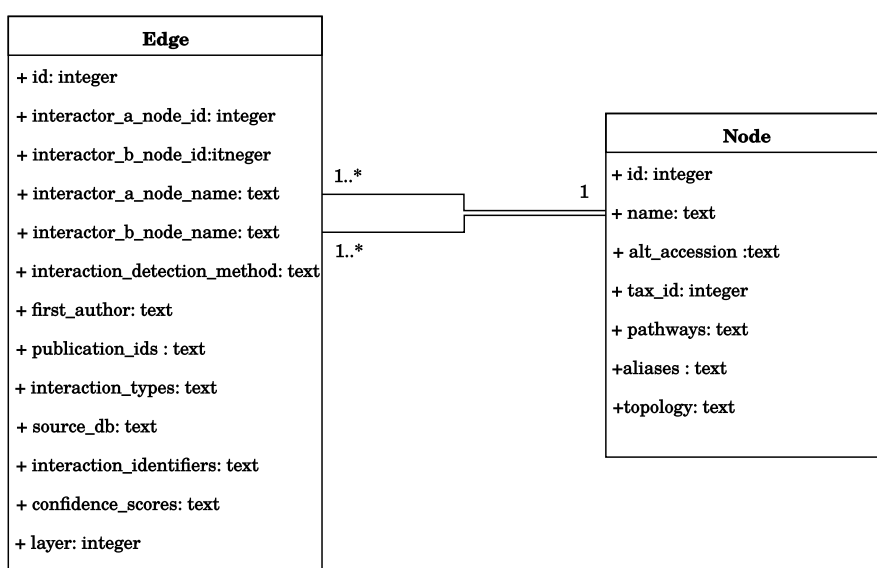 Edge
+ id: integer
+ interactor_a_node_id: integer
+ interactor_b_node_id:itneger
+ interactor_a_node_name: text
+ interactor_b_node_name: text
+ interaction_detection_method: text
+ first_author: text
+ publication_ids : text
+ interaction_types: text
+ source_db: text
+ interaction_identifiers: text
+ confidence_scores: text
+ layer: integer
1..*
1..*
1
Node
+ id: integer
+ name: text
+ alt_accession :text
+ tax_id: integer
+ pathways: text
+aliases : text
+topology: text